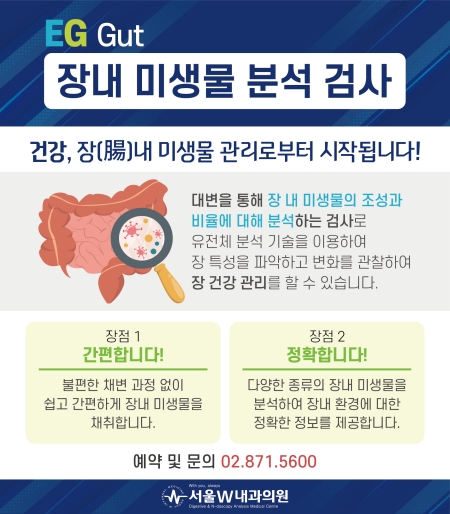 EG Gut
장내 미생물 분석 검사
건강, 장(腸)내 미생물 관리로부터 시작됩니다!
대변을 통해 장 내 미생물의 조성과
비율에 대해 분석하는 검사로
유전체 분석 기술을 이용하여
장 특성을 파악하고 변화를 관찰하여
장 건강 관리를 할 수 있습니다.
장점 1
간편합니다!
불편한 채변 과정 없이
쉽고 간편하게 장내 미생물을
채취합니다.
장점 2
정확합니다!
다양한 종류의 장내 미생물을
분석하여 장내 환경에 대한
정확한 정보를 제공합니다.
예약 및 문의 02.871.5600
With you, always
서울W내과의원
Digestive & N-doscopy Analysis Medical Centre